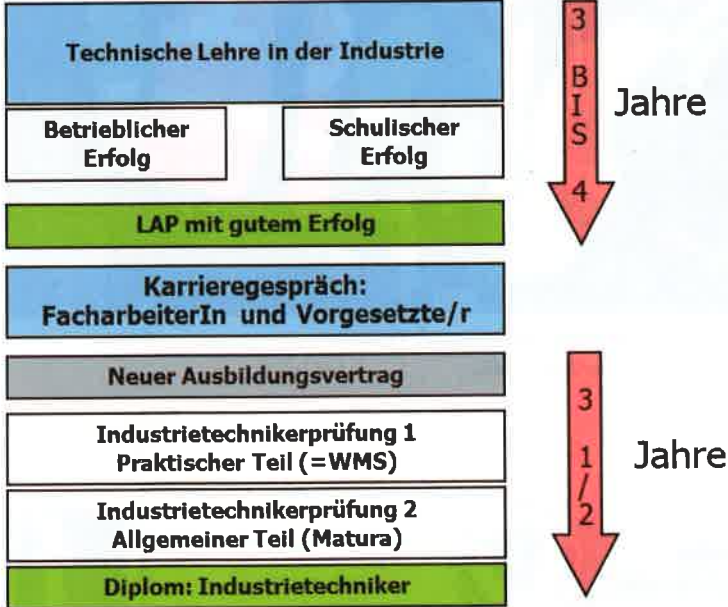 Technische Lehre in der Industrie
Betrieblicher
Erfolg
Schulischer
Erfolg
LAP mit gutem Erfolg
Karrieregespräch:
FacharbeiterIn und Vorgesetzte/r
Neuer Ausbildungsvertrag
Industrietechnikerprüfung 1
Praktischer Teil (=WMS)
Industrietechnikerprüfung 2
Allgemeiner Teil (Matura)
Diplom: Industrietechniker
3
B
I
S
4
Jahre
3
1
/
2
Jahre